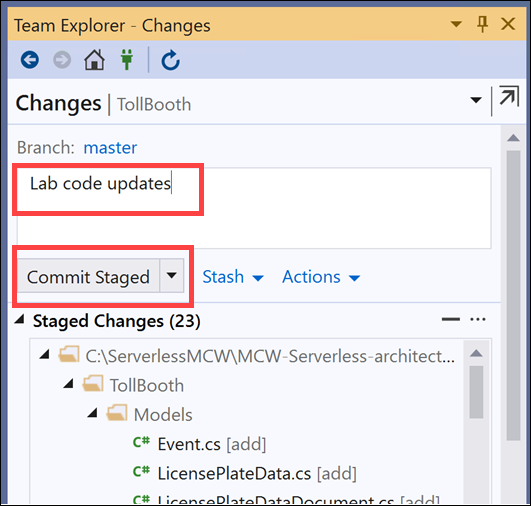 Team Explorer - Changes
Changes | TollBooth
Branch: master
Lab code updates
Commit Staged Stash Actions
Staged Changes (23)
C:\ServerlessMCW\MCW-Serverless-architect...
TollBooth
Models
C# Event.cs [add]
C# LicensePlateData.cs [add]
C# LicensePlateDataDocument.cs [add]